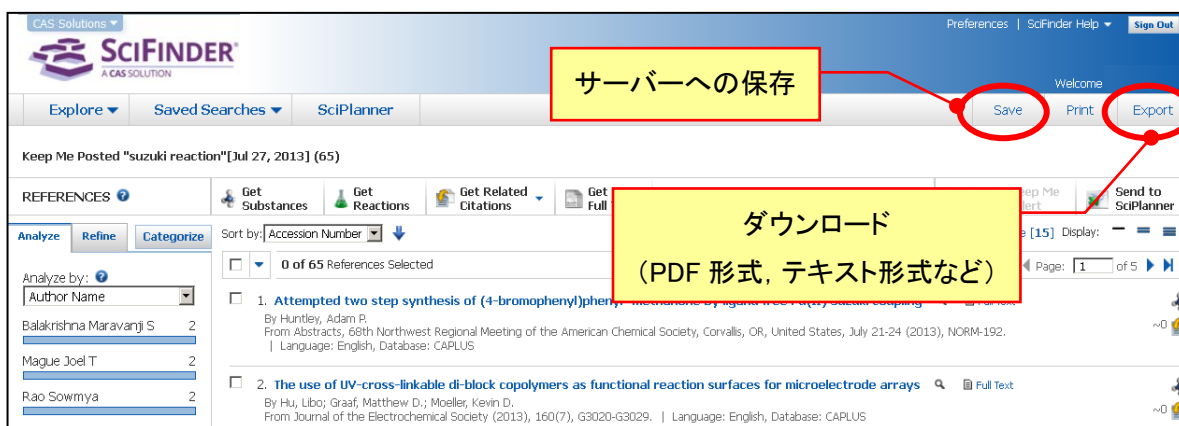 CAS Solutions
Preferences | SciFinder Help Sign Out
SCIFINDER®
A CAS SOLUTION
サーバーへの保存
Welcome
Explore Saved Searches SciPlanner Save Print Export
Keep Me Posted "suzuki reaction"[Jul 27, 2013] (65)
REFERENCES
Get Substances
Get Reactions
Get Related Citations
Get Full
Send to SciPlanner
ダウンロード
(PDF 形式, テキスト形式など)
Analyze Refine Categorize
Sort by: Accession Number
[15] Display:
0 of 65 References Selected
Page: 1 of 5
Analyze by:
Author Name
Balakrishna Maravanji S 2
Mague Joel T 2
Rao Sowmya 2
1. Attempted two step synthesis of (4-bromophenyl)phenyl
By Huntley, Adam P.
From Abstracts, 68th Northwest Regional Meeting of the American Chemical Society, Corvallis, OR, United States, July 21-24 (2013), NORM-192.
| Language: English, Database: CAPLUS
~0
2. The use of UV-cross-linkable di-block copolymers as functional reaction surfaces for microelectrode arrays Full Text
By Hu, Libo; Graaf, Matthew D.; Moeller, Kevin D.
From Journal of the Electrochemical Society (2013), 160(7), G3020-G3029. | Language: English, Database: CAPLUS
~0